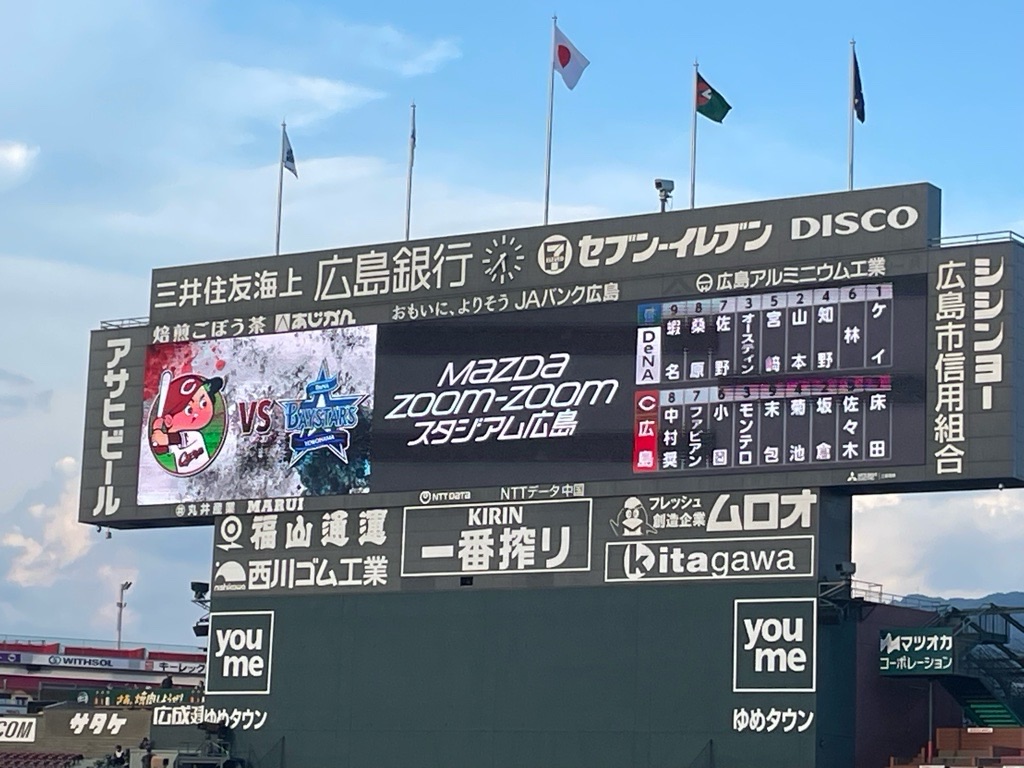 三井住友海上
広島銀行
セブン-イレブン
DISCO
焙煎ごぼう茶
あじかん
おもいに、よりそう JAバンク広島
広島アルミニウム工業
アサヒビール
シシンヨー
広島市信用組合
VS
BAYSTARS
YOKOHAMA
Carp
MAZDA
zoom-zoom
スタジアム広島
DeNA
9 8 7 3 5 2 4 6 1
蝦名
桑原
佐野
オースティン
宮﨑
山本
知野
林
ケイ
C広島
8 7 6 3 9 4 2 5 1
中村奨
ファビアン
小園
モンテロ
末包
菊池
坂倉
佐々木
床田
丸井産業
MARUI
NTT DATA
NTTデータ中国
福山通運
KIRIN
一番搾り
フレッシュ
創造企業
ムロオ
西川ゴム工業
kitagawa
you
me
ゆめタウン
you
me
ゆめタウン
マツオカ
コーポレーション
WITHSOL
キーレック
サタケ
広成建
COM